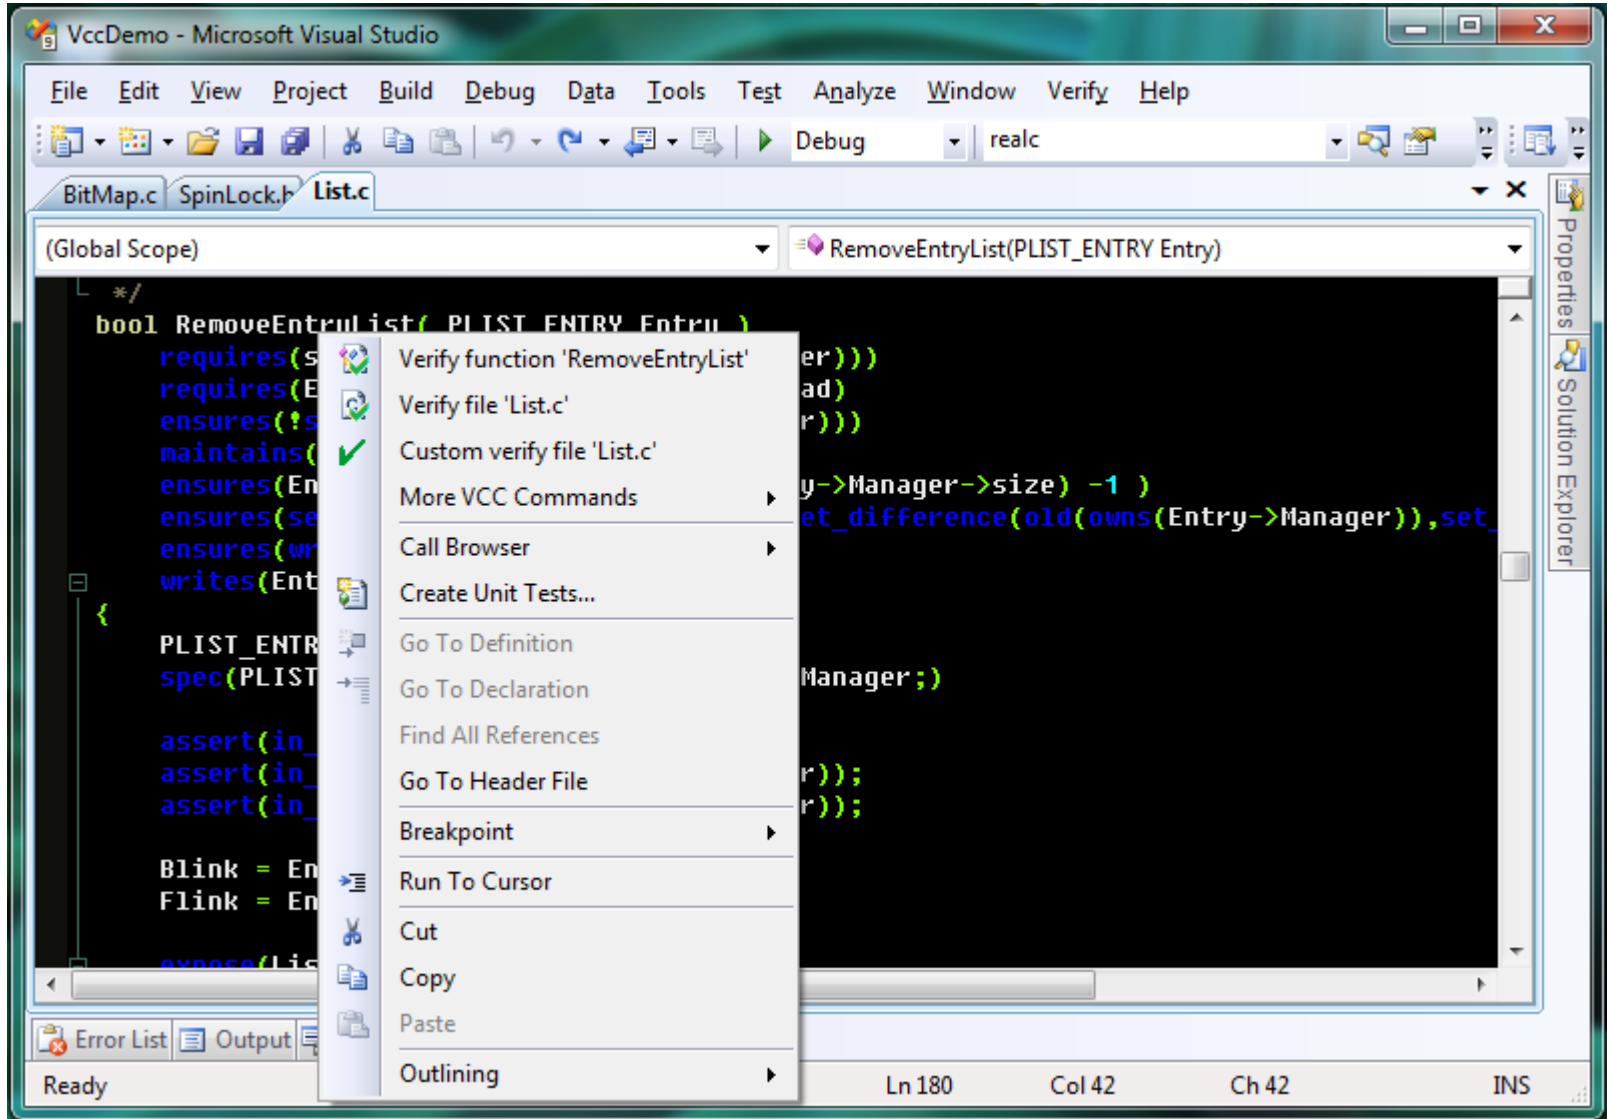 VccDemo - Microsoft Visual Studio
File Edit View Project Build Debug Data Tools Test Analyze Window Verify Help
Debug realc
BitMap.c SpinLock.h List.c
(Global Scope) RemoveEntryList(PLIST_ENTRY Entry)
*/
bool RemoveEntryList( PLIST_ENTRY Entry )
requires(s er)))
requires(E ad)
ensures(!s r)))
maintains(
ensures(En y->Manager->size) -1 )
ensures(se et_difference(old(owns(Entry->Manager)),set_
ensures(wr
writes(Ent
{
PLIST_ENTR
spec(PLIST Manager;)
assert(in_
assert(in_ r));
assert(in_ r));
Blink = En
Flink = En
expose(Lis
Verify function 'RemoveEntryList'
Verify file 'List.c'
Custom verify file 'List.c'
More VCC Commands
Call Browser
Create Unit Tests...
Go To Definition
Go To Declaration
Find All References
Go To Header File
Breakpoint
Run To Cursor
Cut
Copy
Paste
Outlining
Properties
Solution Explorer
Error List Output
Ready Ln 180 Col 42 Ch 42 INS